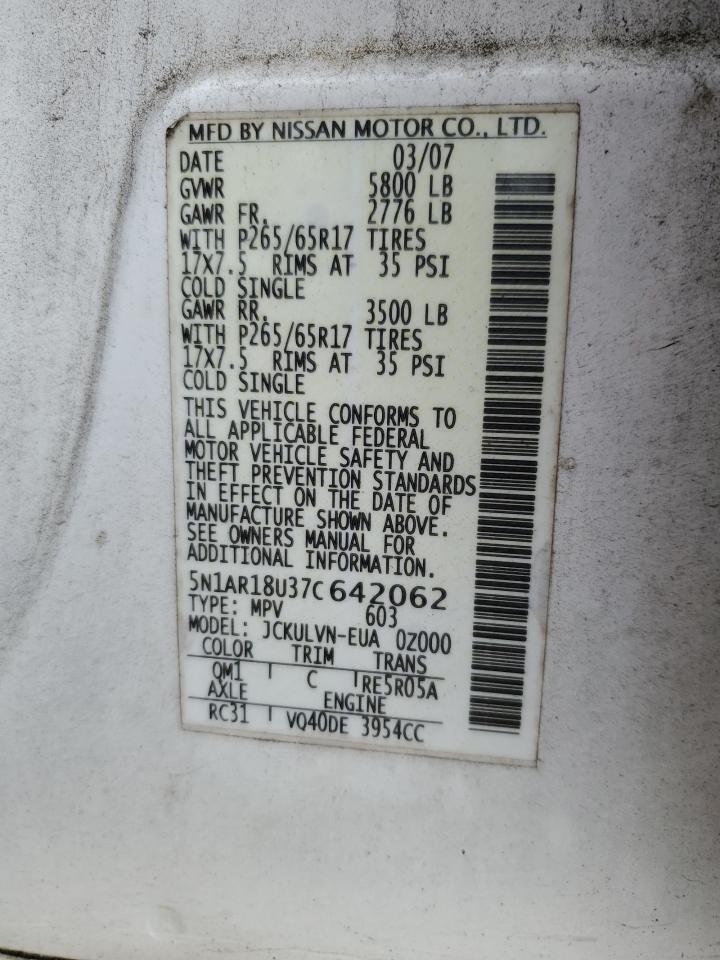 MFD BY NISSAN MOTOR CO., LTD.
DATE 03/07
GVWR 5800 LB
GAWR FR. 2776 LB
WITH P265/65R17 TIRES
17X7.5 RIMS AT 35 PSI
COLD SINGLE
GAWR RR. 3500 LB
WITH P265/65R17 TIRES
17X7.5 RIMS AT 35 PSI
COLD SINGLE
THIS VEHICLE CONFORMS TO
ALL APPLICABLE FEDERAL
MOTOR VEHICLE SAFETY AND
THEFT PREVENTION STANDARDS
IN EFFECT ON THE DATE OF
MANUFACTURE SHOWN ABOVE.
SEE OWNERS MANUAL FOR
ADDITIONAL INFORMATION.
5N1AR18U37C642062
TYPE: MPV 603
MODEL: JCKULVN-EUA 0Z000
COLOR TRIM TRANS
QM1 C RE5R05A
AXLE ENGINE
RC31 VQ40DE 3954CC